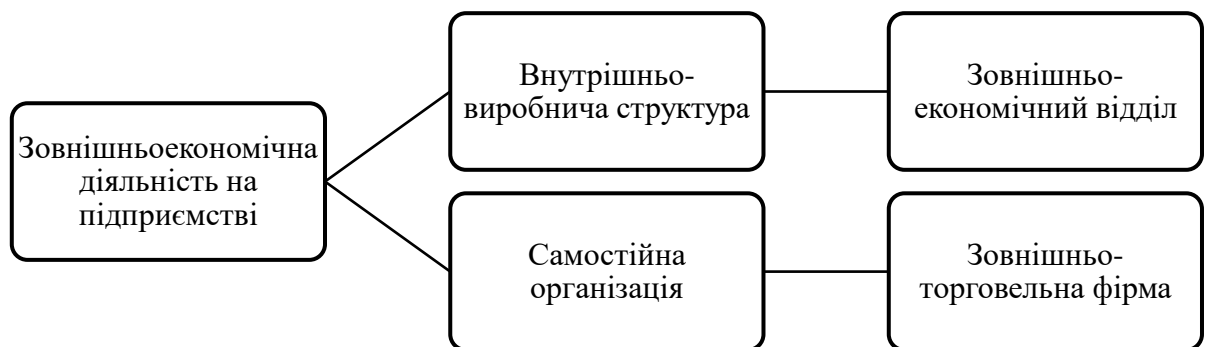 Зовнішньоекономічна
діяльність на
підприємстві
Внутрішньо-
виробнича структура
Зовнішньо-
економічний відділ
Самостійна
організація
Зовнішньо-
торговельна фірма